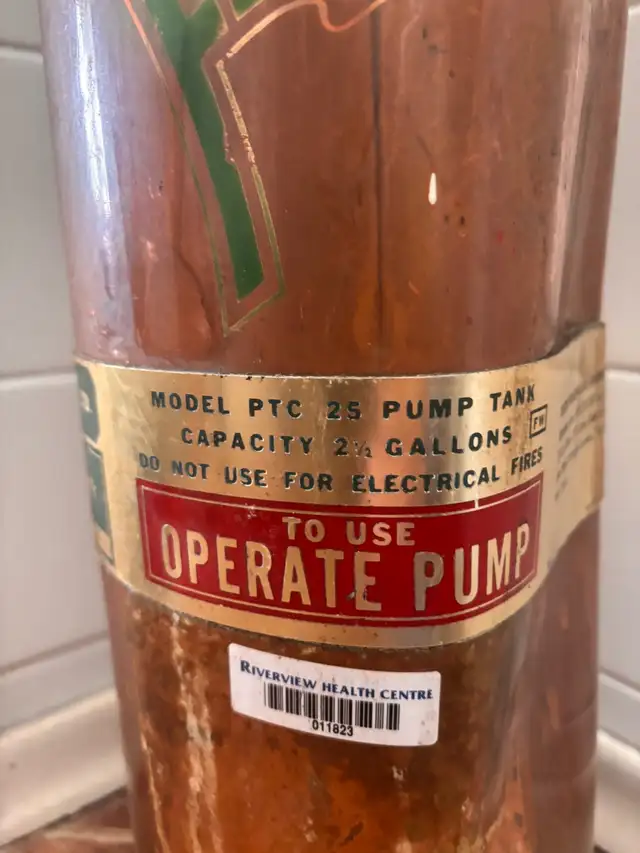 MODEL PTC 25 PUMP TANK
CAPACITY 2½ GALLONS FW
DO NOT USE FOR ELECTRICAL FIRES
TO USE
OPERATE PUMP
RIVERVIEW HEALTH CENTRE
011823